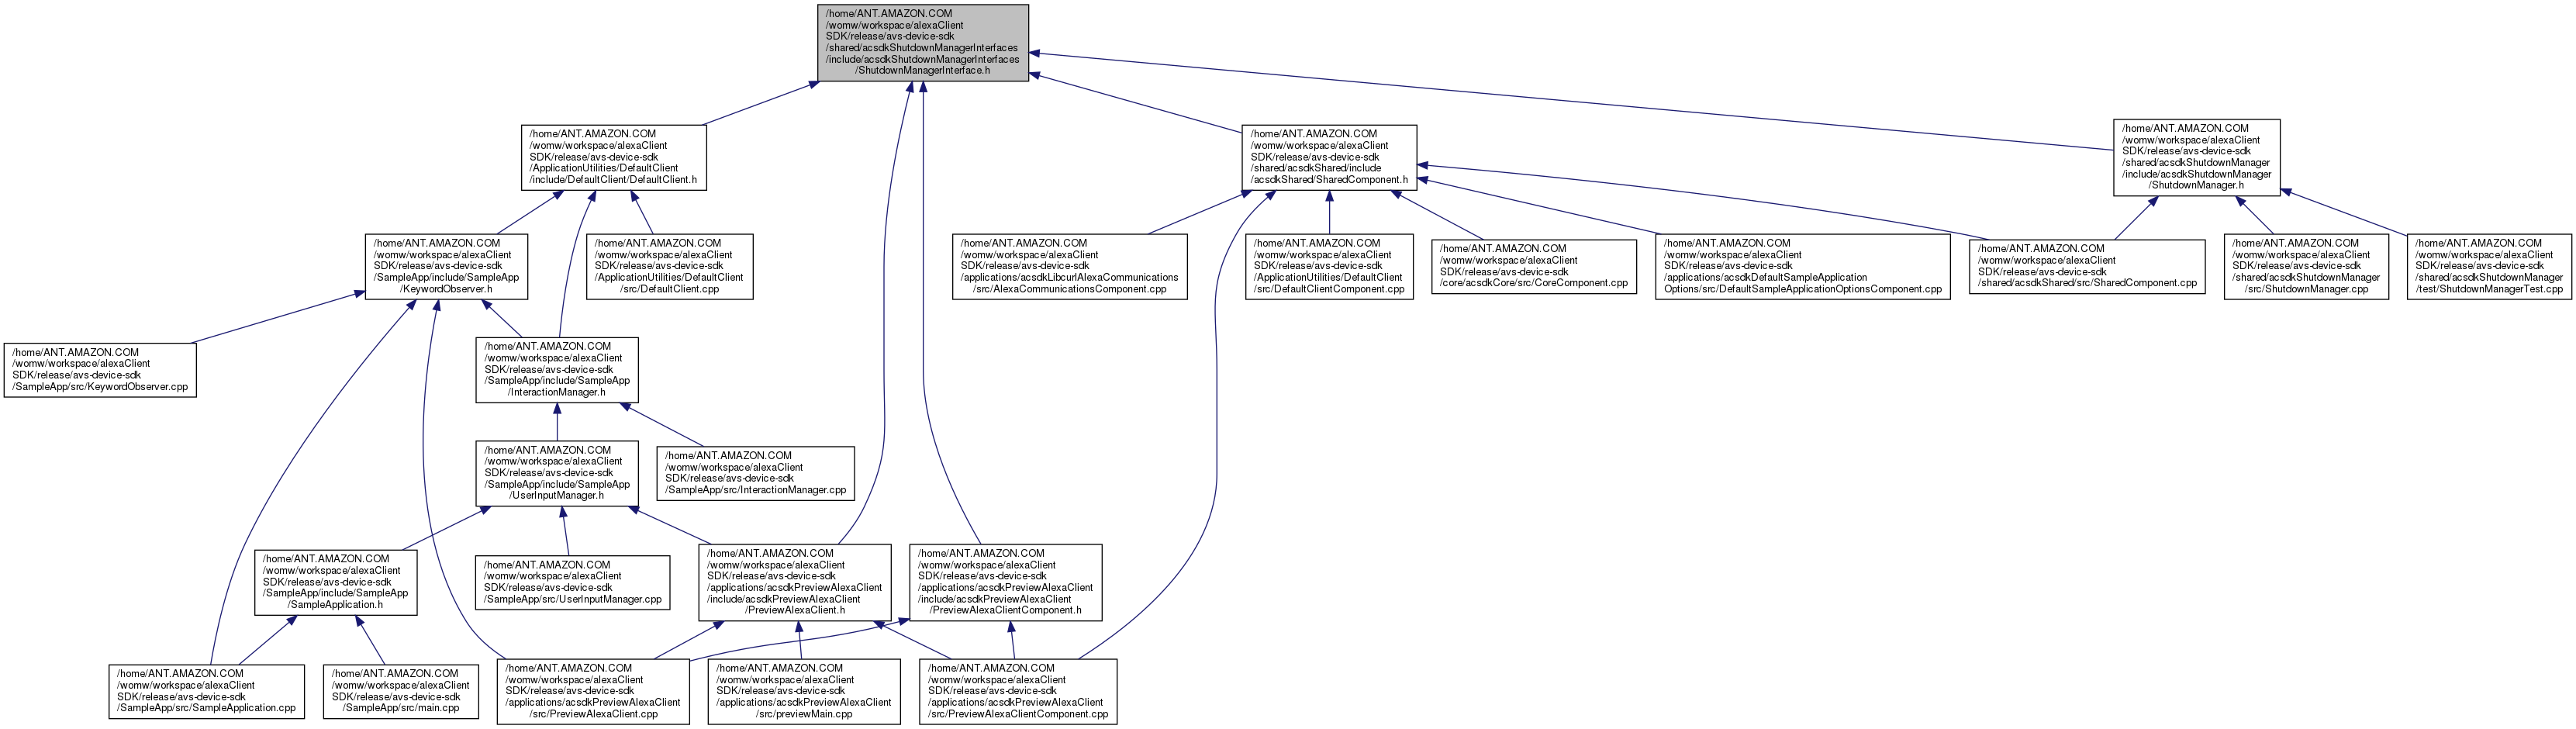 /home/ANT.AMAZON.COM
/womw/workspace/alexaClient
SDK/release/avs-device-sdk
/shared/acsdkShutdownManagerInterfaces
/include/acsdkShutdownManagerInterfaces
/ShutdownManagerInterface.h
/home/ANT.AMAZON.COM
/womw/workspace/alexaClient
SDK/release/avs-device-sdk
/ApplicationUtilities/DefaultClient
/include/DefaultClient/DefaultClient.h
/home/ANT.AMAZON.COM
/womw/workspace/alexaClient
SDK/release/avs-device-sdk
/shared/acsdkShared/include
/acsdkShared/SharedComponent.h
/home/ANT.AMAZON.COM
/womw/workspace/alexaClient
SDK/release/avs-device-sdk
/shared/acsdkShutdownManager
/include/acsdkShutdownManager
/ShutdownManager.h
/home/ANT.AMAZON.COM
/womw/workspace/alexaClient
SDK/release/avs-device-sdk
/SampleApp/include/SampleApp
/KeywordObserver.h
/home/ANT.AMAZON.COM
/womw/workspace/alexaClient
SDK/release/avs-device-sdk
/ApplicationUtilities/DefaultClient
/src/DefaultClient.cpp
/home/ANT.AMAZON.COM
/womw/workspace/alexaClient
SDK/release/avs-device-sdk
/applications/acsdkLibcurlAlexaCommunications
/src/AlexaCommunicationsComponent.cpp
/home/ANT.AMAZON.COM
/womw/workspace/alexaClient
SDK/release/avs-device-sdk
/ApplicationUtilities/DefaultClient
/src/DefaultClientComponent.cpp
/home/ANT.AMAZON.COM
/womw/workspace/alexaClient
SDK/release/avs-device-sdk
/core/acsdkCore/src/CoreComponent.cpp
/home/ANT.AMAZON.COM
/womw/workspace/alexaClient
SDK/release/avs-device-sdk
/applications/acsdkDefaultSampleApplication
Options/src/DefaultSampleApplicationOptionsComponent.cpp
/home/ANT.AMAZON.COM
/womw/workspace/alexaClient
SDK/release/avs-device-sdk
/shared/acsdkShared/src/SharedComponent.cpp
/home/ANT.AMAZON.COM
/womw/workspace/alexaClient
SDK/release/avs-device-sdk
/shared/acsdkShutdownManager
/src/ShutdownManager.cpp
/home/ANT.AMAZON.COM
/womw/workspace/alexaClient
SDK/release/avs-device-sdk
/shared/acsdkShutdownManager
/test/ShutdownManagerTest.cpp
/home/ANT.AMAZON.COM
/womw/workspace/alexaClient
SDK/release/avs-device-sdk
/SampleApp/src/KeywordObserver.cpp
/home/ANT.AMAZON.COM
/womw/workspace/alexaClient
SDK/release/avs-device-sdk
/SampleApp/include/SampleApp
/InteractionManager.h
/home/ANT.AMAZON.COM
/womw/workspace/alexaClient
SDK/release/avs-device-sdk
/SampleApp/include/SampleApp
/UserInputManager.h
/home/ANT.AMAZON.COM
/womw/workspace/alexaClient
SDK/release/avs-device-sdk
/SampleApp/src/InteractionManager.cpp
/home/ANT.AMAZON.COM
/womw/workspace/alexaClient
SDK/release/avs-device-sdk
/SampleApp/include/SampleApp
/SampleApplication.h
/home/ANT.AMAZON.COM
/womw/workspace/alexaClient
SDK/release/avs-device-sdk
/SampleApp/src/UserInputManager.cpp
/home/ANT.AMAZON.COM
/womw/workspace/alexaClient
SDK/release/avs-device-sdk
/applications/acsdkPreviewAlexaClient
/include/acsdkPreviewAlexaClient
/PreviewAlexaClient.h
/home/ANT.AMAZON.COM
/womw/workspace/alexaClient
SDK/release/avs-device-sdk
/applications/acsdkPreviewAlexaClient
/include/acsdkPreviewAlexaClient
/PreviewAlexaClientComponent.h
/home/ANT.AMAZON.COM
/womw/workspace/alexaClient
SDK/release/avs-device-sdk
/SampleApp/src/SampleApplication.cpp
/home/ANT.AMAZON.COM
/womw/workspace/alexaClient
SDK/release/avs-device-sdk
/SampleApp/src/main.cpp
/home/ANT.AMAZON.COM
/womw/workspace/alexaClient
SDK/release/avs-device-sdk
/applications/acsdkPreviewAlexaClient
/src/PreviewAlexaClient.cpp
/home/ANT.AMAZON.COM
/womw/workspace/alexaClient
SDK/release/avs-device-sdk
/applications/acsdkPreviewAlexaClient
/src/previewMain.cpp
/home/ANT.AMAZON.COM
/womw/workspace/alexaClient
SDK/release/avs-device-sdk
/applications/acsdkPreviewAlexaClient
/src/PreviewAlexaClientComponent.cpp